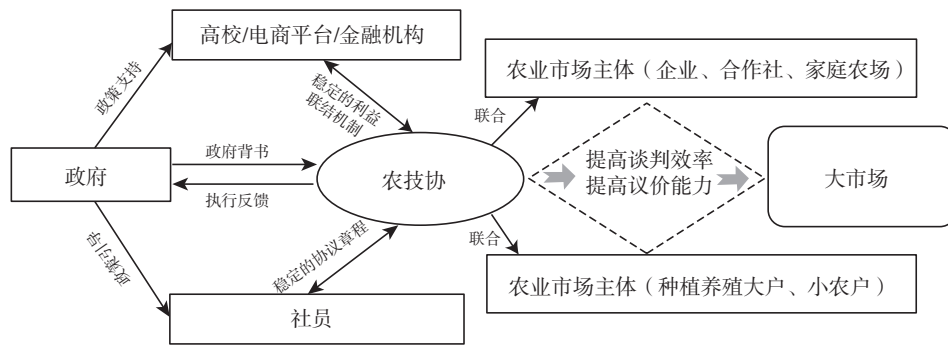 高校/电商平台/金融机构
农业市场主体（企业、合作社、家庭农场）
政策支持
稳定的利益
联结机制
联合
政府
政府背书
执行反馈
农技协
提高谈判效率
提高议价能力
大市场
政策引导
稳定的协议章程
联合
农业市场主体（种植养殖大户、小农户）
社员